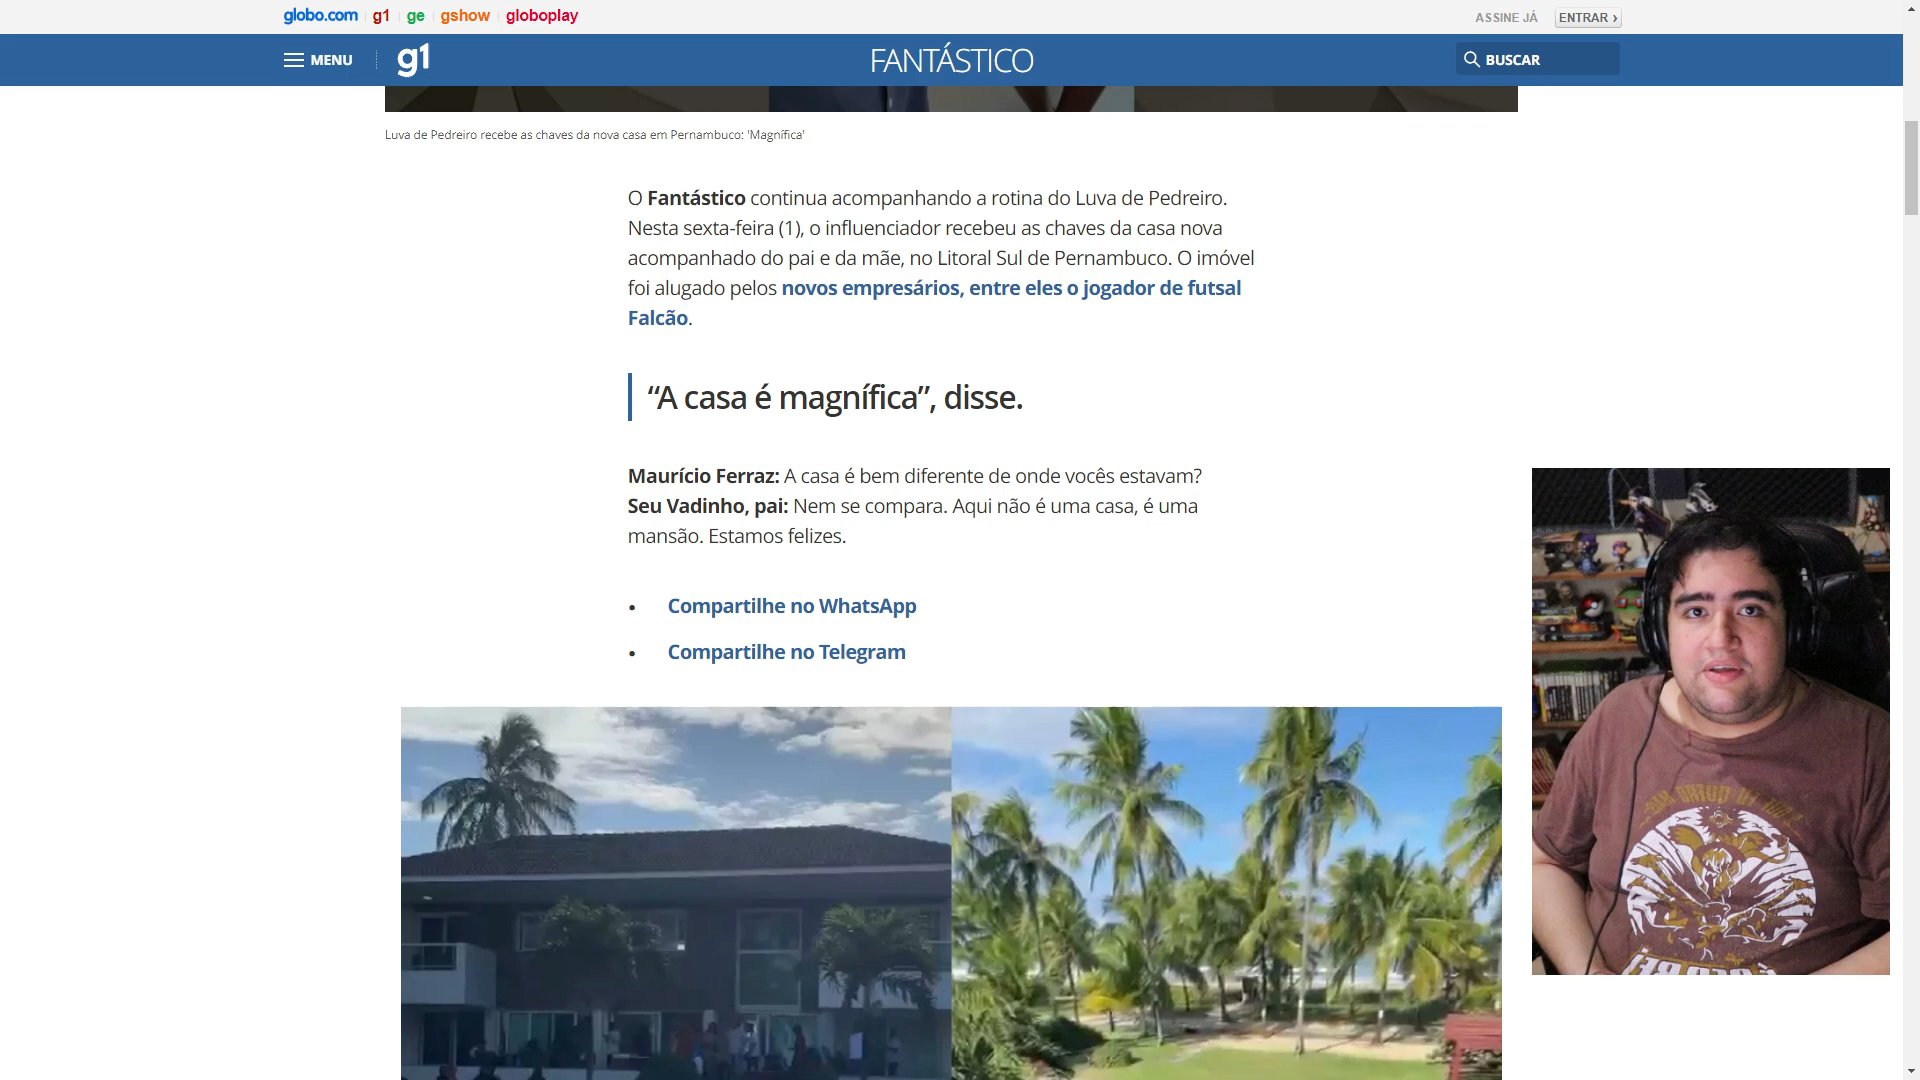 globo.com g1 ge gshow globoplay
ASSINE JÁ ENTRAR ›
MENU g1 FANTÁSTICO BUSCAR
Luva de Pedreiro recebe as chaves da nova casa em Pernambuco: 'Magnífica'
O Fantástico continua acompanhando a rotina do Luva de Pedreiro.
Nesta sexta-feira (1), o influenciador recebeu as chaves da casa nova
acompanhado do pai e da mãe, no Litoral Sul de Pernambuco. O imóvel
foi alugado pelos novos empresários, entre eles o jogador de futsal
Falcão.
“A casa é magnífica”, disse.
Maurício Ferraz: A casa é bem diferente de onde vocês estavam?
Seu Vadinho, pai: Nem se compara. Aqui não é uma casa, é uma
mansão. Estamos felizes.
• Compartilhe no WhatsApp
• Compartilhe no Telegram